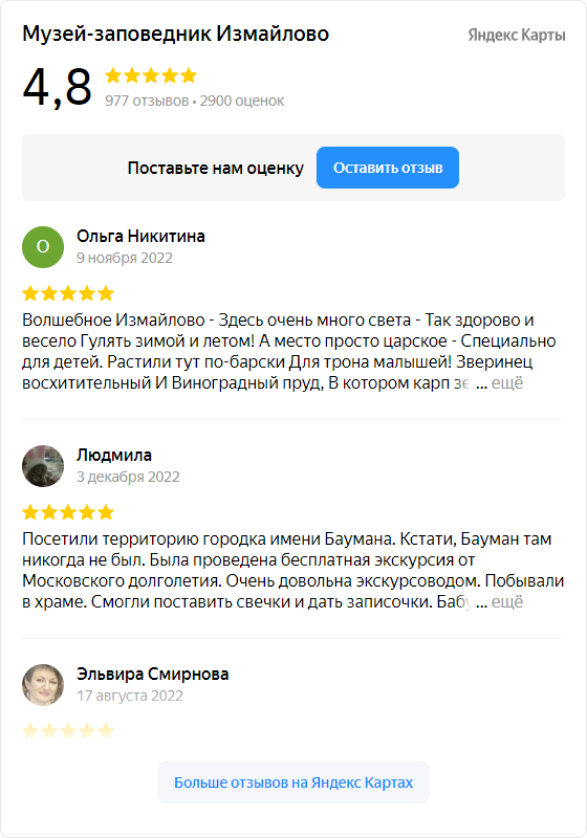 Музей-заповедник Измайлово
Яндекс Карты
4,8
977 отзывов • 2900 оценок
Поставьте нам оценку
Оставить отзыв
О
Ольга Никитина
9 ноября 2022
Волшебное Измайлово - Здесь очень много света - Так здорово и
весело Гулять зимой и летом! А место просто царское - Специально
для детей. Растили тут по-барски Для трона малышей! Зверинец
восхитительный И Виноградный пруд, В котором карп ... ещё
Людмила
3 декабря 2022
Посетили территорию городка имени Баумана. Кстати, Бауман там
никогда не был. Была проведена бесплатная экскурсия от
Московского долголетия. Очень довольна экскурсоводом. Побывали
в храме. Смогли поставить свечки и дать записочки. ... ещё
Эльвира Смирнова
17 августа 2022
Больше отзывов на Яндекс Картах